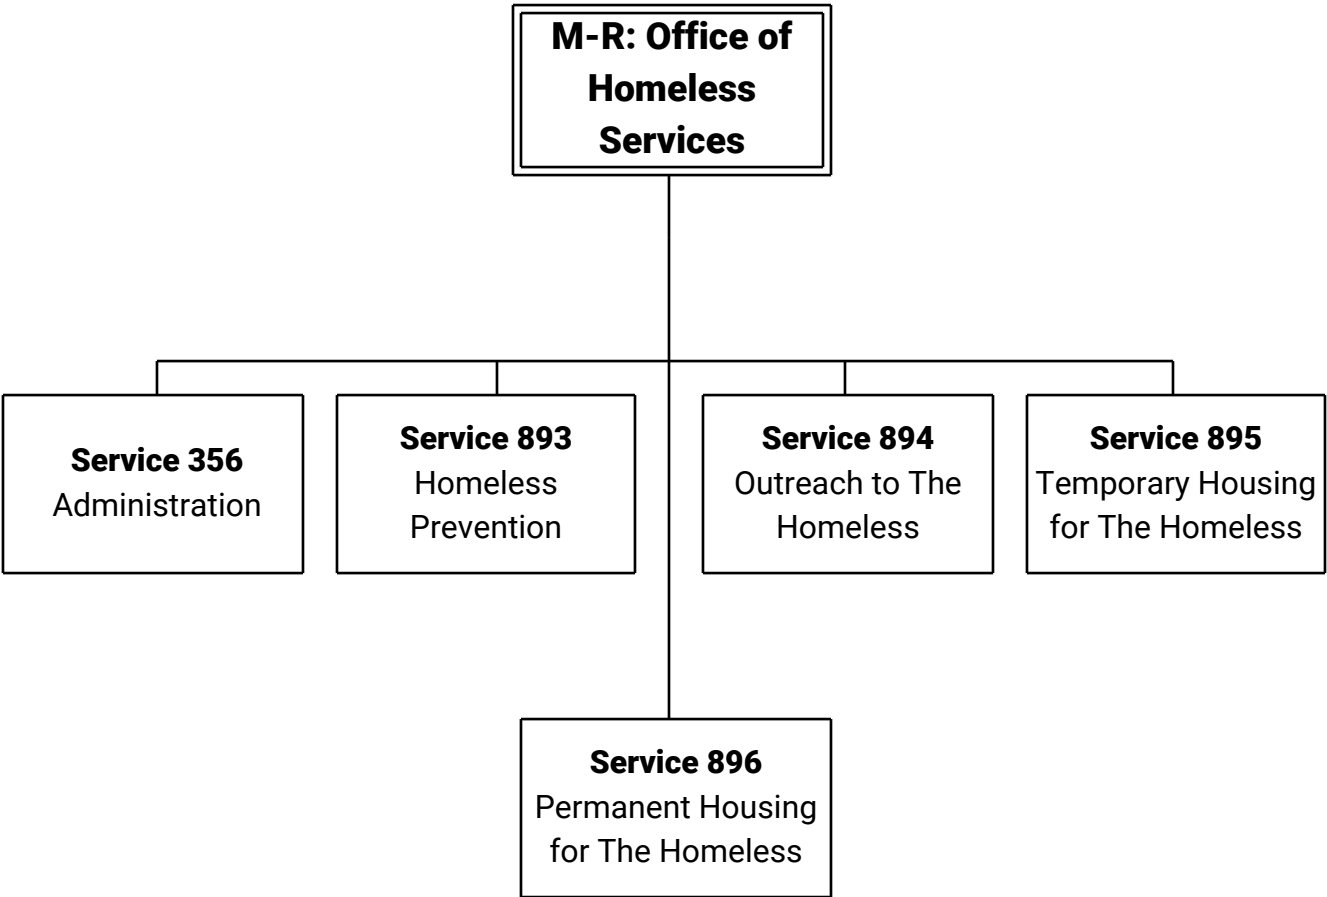 M-R: Office of
Homeless
Services
Service 356
Administration
Service 893
Homeless
Prevention
Service 894
Outreach to The
Homeless
Service 895
Temporary Housing
for The Homeless
Service 896
Permanent Housing
for The Homeless